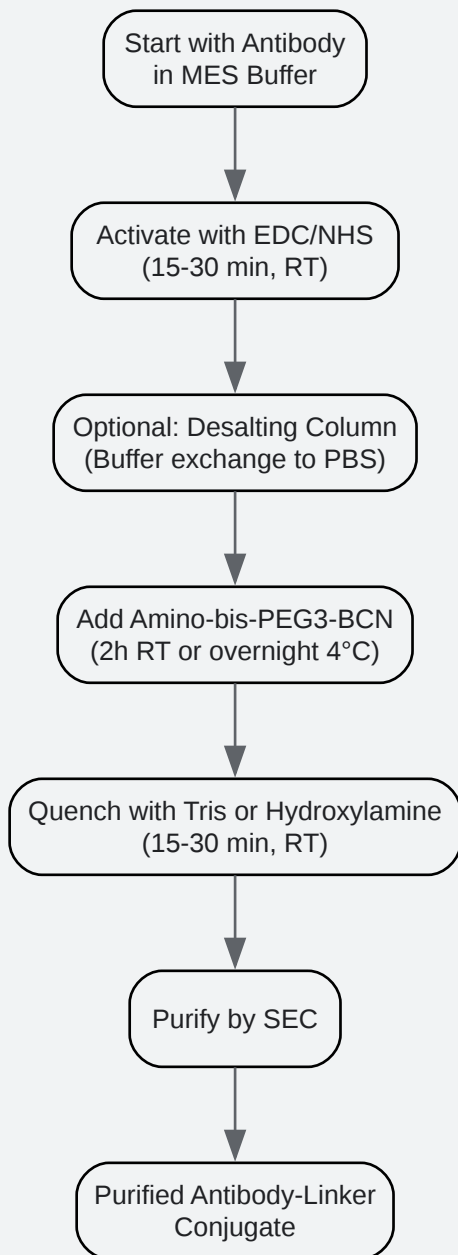 Start with Antibody
in MES Buffer
Activate with EDC/NHS
(15-30 min, RT)
Optional: Desalting Column
(Buffer exchange to PBS)
Add Amino-bis-PEG3-BCN
(2h RT or overnight 4°C)
Quench with Tris or Hydroxylamine
(15-30 min, RT)
Purify by SEC
Purified Antibody-Linker
Conjugate